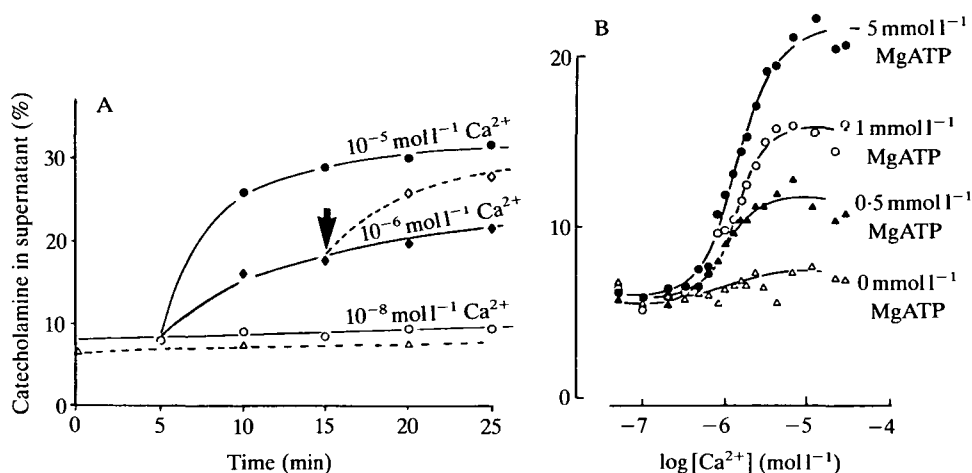 A
Catecholamine in supernatant (%)
30
20
10
0
10⁻⁵ mol l⁻¹ Ca²⁺
10⁻⁶ mol l⁻¹ Ca²⁺
10⁻⁸ mol l⁻¹ Ca²⁺
0 5 10 15 20 25
Time (min)
B
20
10
0
5 mmol l⁻¹
MgATP
1 mmol l⁻¹
MgATP
0·5 mmol l⁻¹
MgATP
0 mmol l⁻¹
MgATP
−7 −6 −5 −4
log [Ca²⁺] (mol l⁻¹)